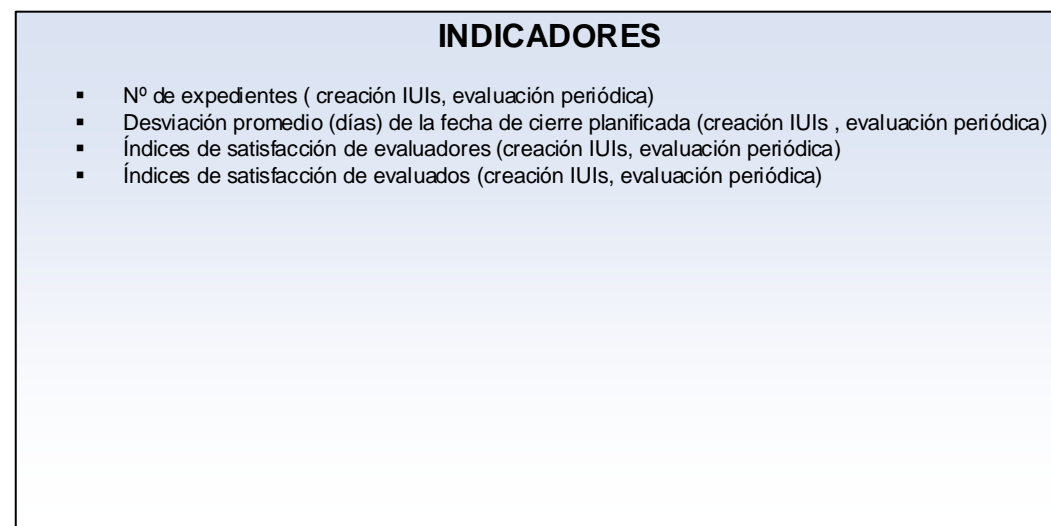 INDICADORES
▪ Nº de expedientes ( creación IUIs, evaluación periódica)
▪ Desviación promedio (días) de la fecha de cierre planificada (creación IUIs , evaluación periódica)
▪ Índices de satisfacción de evaluadores (creación IUIs, evaluación periódica)
▪ Índices de satisfacción de evaluados (creación IUIs, evaluación periódica)